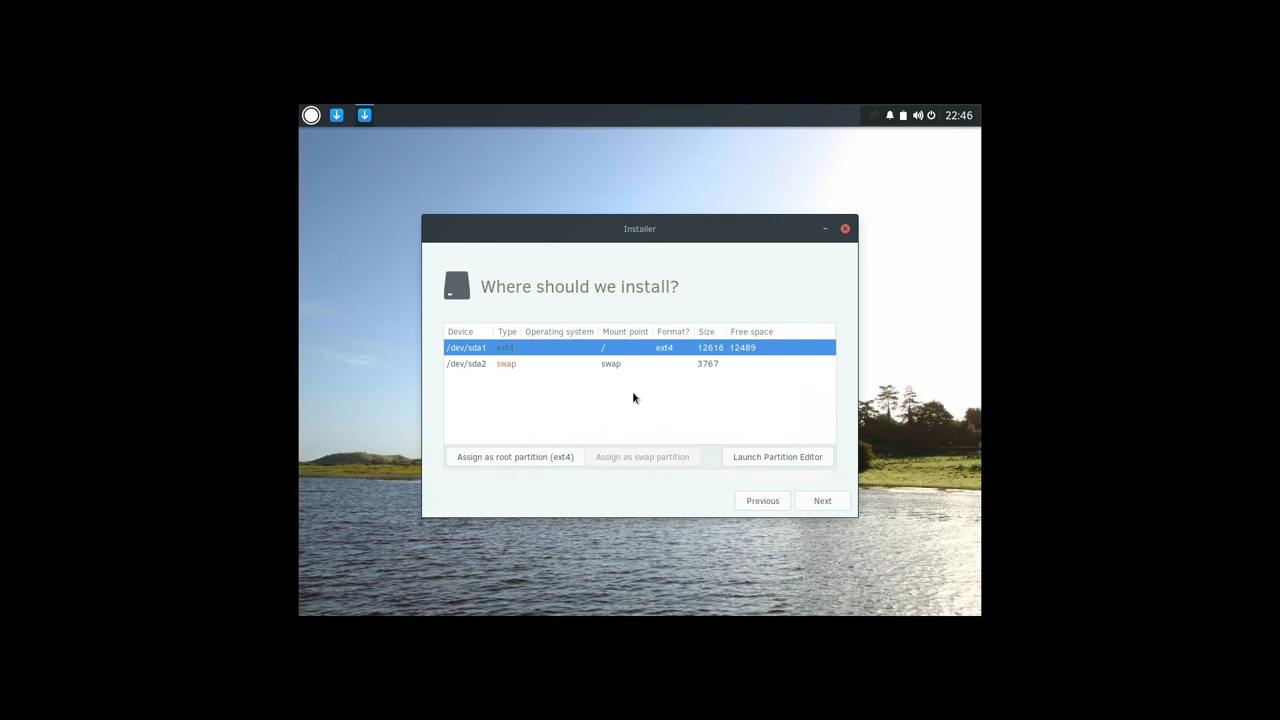 22:46
Installer
Where should we install?
Device Type Operating system Mount point Format? Size Free space
/dev/sda1 ext4 / ext4 12616 12489
/dev/sda2 swap swap 3767
Assign as root partition (ext4) Assign as swap partition Launch Partition Editor
Previous Next